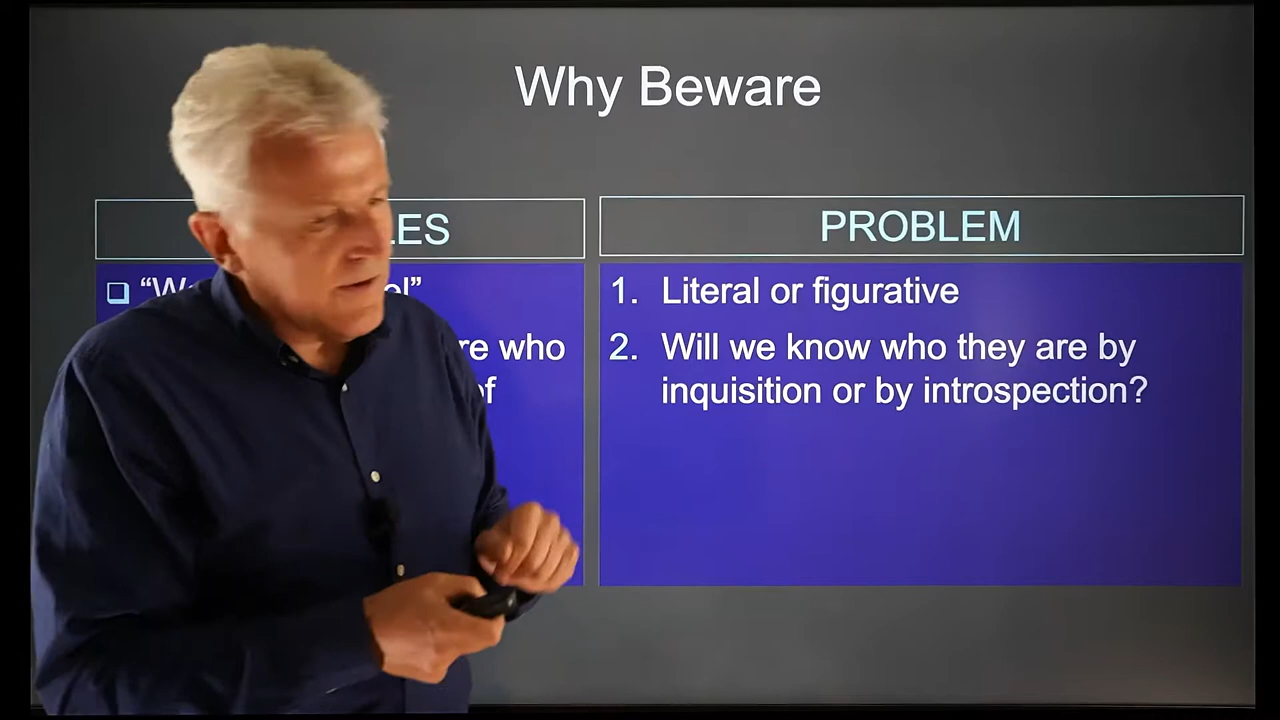 Why Beware
PROBLEM
1. Literal or figurative
re who
2. Will we know who they are by
of
inquisition or by introspection?